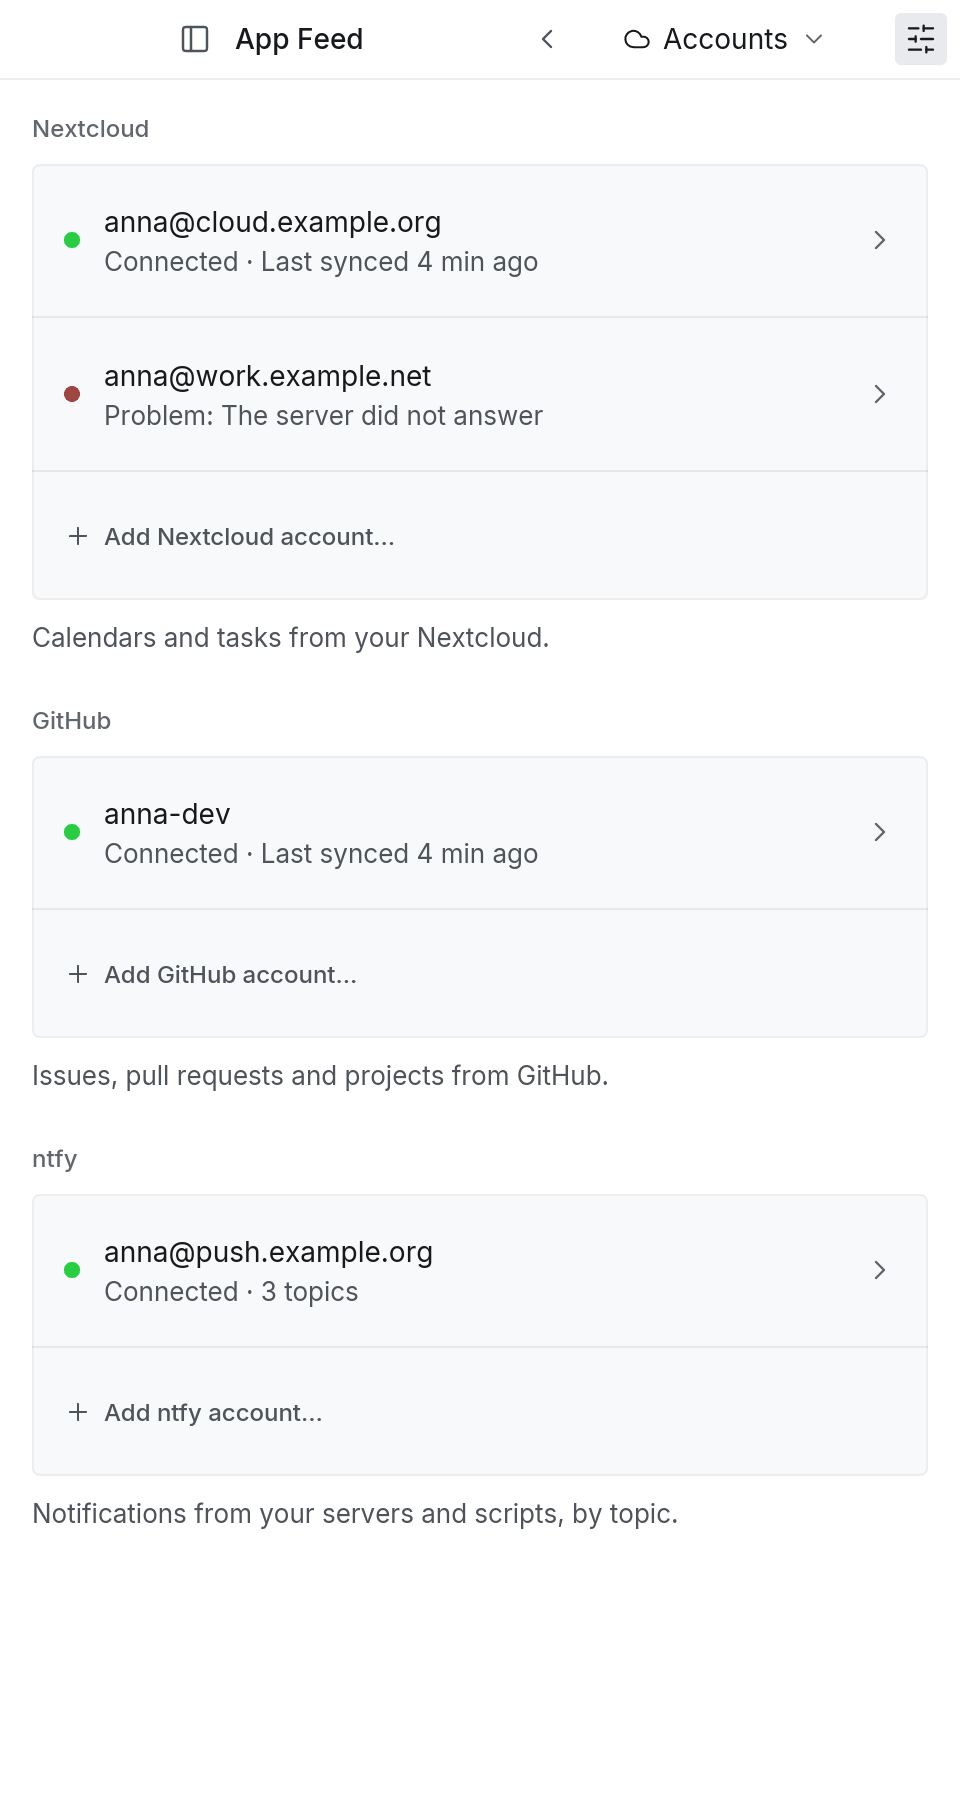 App Feed
Accounts
Nextcloud
anna@cloud.example.org
Connected · Last synced 4 min ago
anna@work.example.net
Problem: The server did not answer
Add Nextcloud account...
Calendars and tasks from your Nextcloud.
GitHub
anna-dev
Connected · Last synced 4 min ago
Add GitHub account...
Issues, pull requests and projects from GitHub.
ntfy
anna@push.example.org
Connected · 3 topics
Add ntfy account...
Notifications from your servers and scripts, by topic.